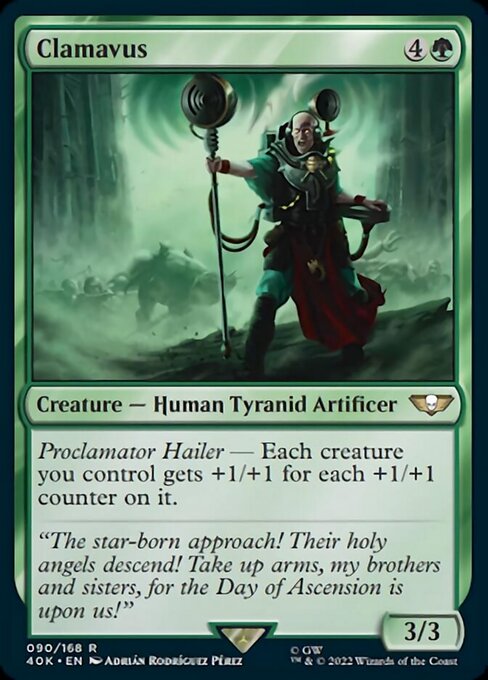 Clamavus 4
Creature — Human Tyranid Artificer
Proclamator Hailer — Each creature
you control gets +1/+1 for each +1/+1
counter on it.
“The star-born approach! Their holy
angels descend! Take up arms, my brothers
and sisters, for the Day of Ascension is
upon us!”
3/3
090/168 R
40K • EN Adrián Rodríguez Pérez
© GW
™ & © 2022 Wizards of the Coast